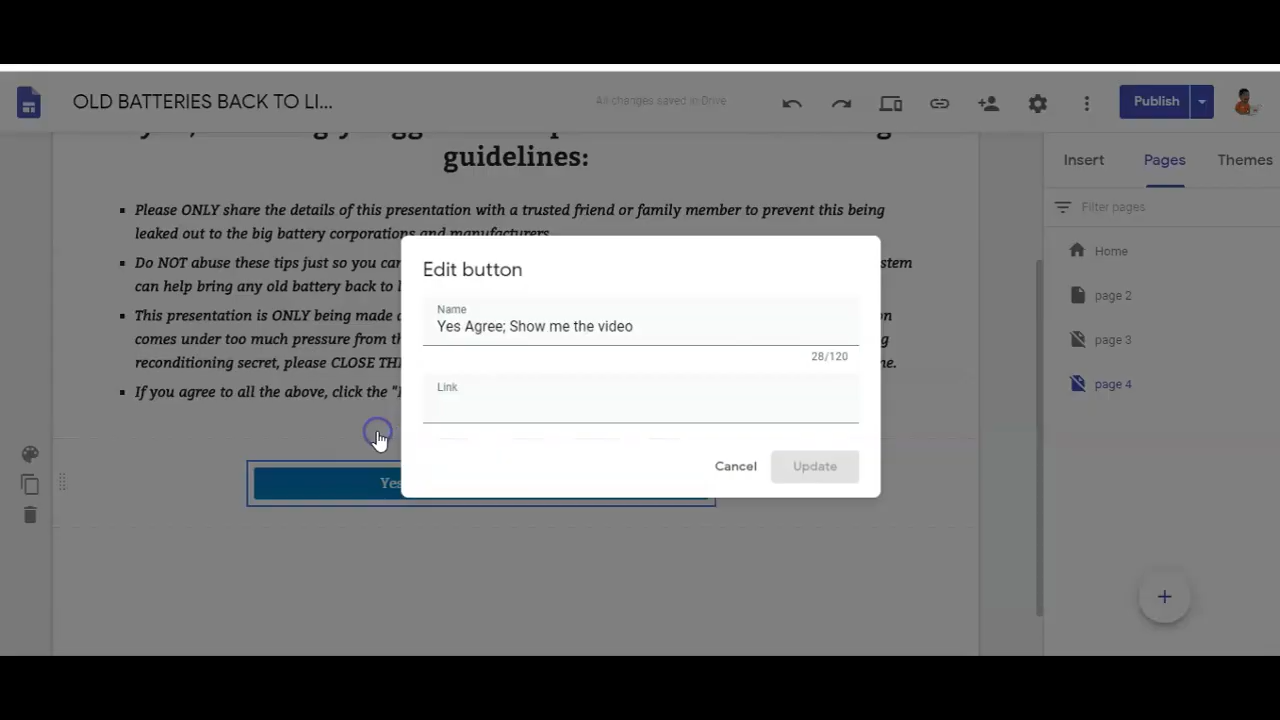 OLD BATTERIES BACK TO LI...
All changes saved in Drive
Publish
guidelines:
Insert
Pages
Themes
Please ONLY share the details of this presentation with a trusted friend or family member to prevent this being
leaked out to the big battery corporations and manufacturers.
Filter pages
Do NOT abuse these tips just so you can
can help bring any old battery back to
Edit button
Home
This presentation is ONLY being made
comes under too much pressure from
reconditioning secret, please CLOSE
Name
Yes Agree; Show me the video
page 2
28/120
page 3
If you agree to all the above, click the
Link
page 4
Yes
Cancel
Update